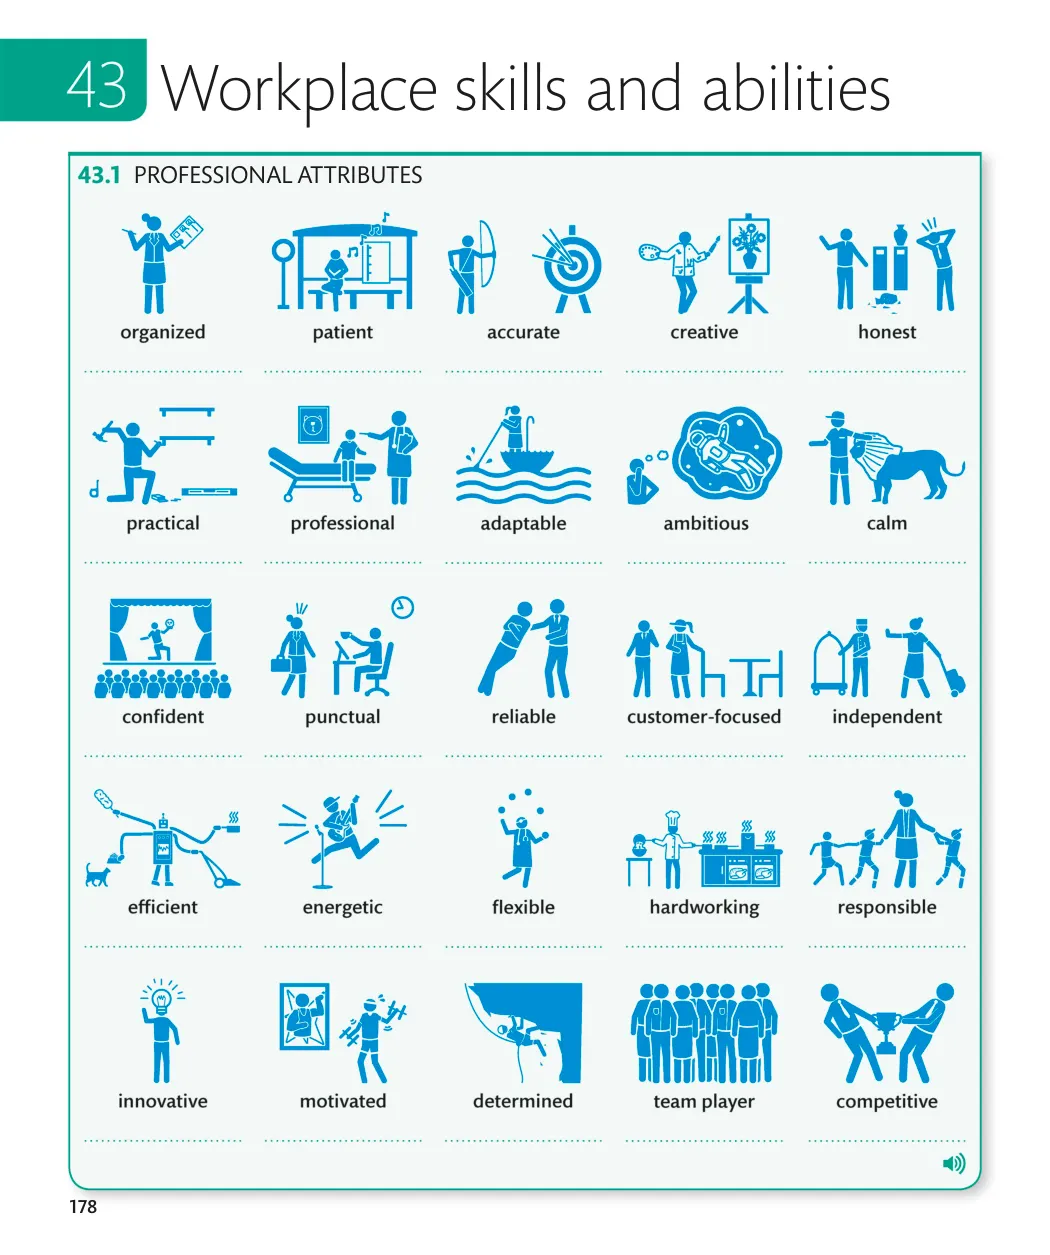 43 Workplace skills and abilities
43.1 PROFESSIONAL ATTRIBUTES
organized patient accurate creative honest
practical professional adaptable ambitious calm
confident punctual reliable customer-focused independent
efficient energetic flexible hardworking responsible
innovative motivated determined team player competitive
178